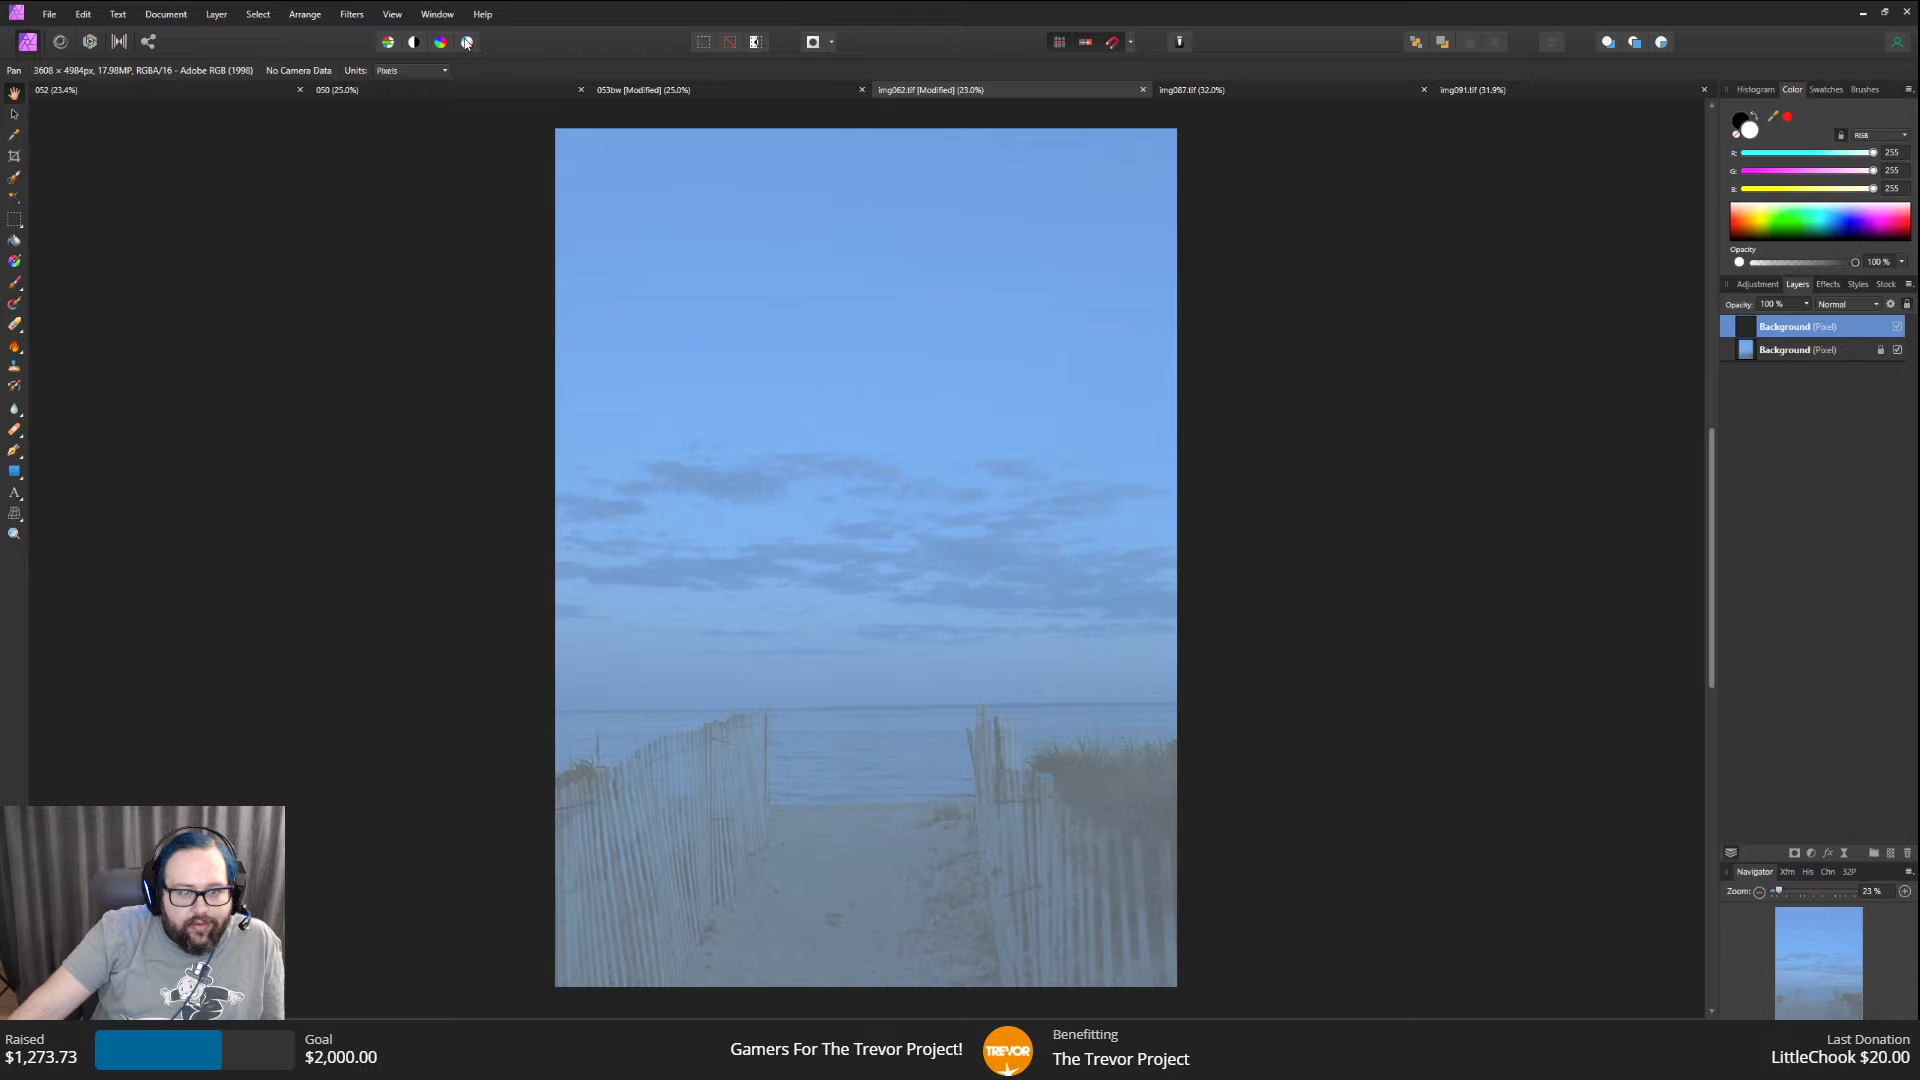 File Edit Text Document Layer Select Arrange Filters View Window Help
Pan 3608 × 4984px, 17.98MP, RGBA/16 - Adobe RGB (1998) No Camera Data Units: Pixels
052 (23.4%) 050 (25.0%) 053bw [Modified] (25.0%) img062.tif [Modified] (23.0%) img087.tif (32.0%) img091.tif (31.9%)
Histogram Color Swatches Brushes
RGB
R: 255
G: 255
B: 255
Opacity
100 %
Adjustment Layers Effects Styles Stock
Opacity: 100 % Normal
Background (Pixel)
Background (Pixel)
Navigator Xfm His Chn 32P
Zoom: 23 %
Raised
$1,273.73
Goal
$2,000.00
Gamers For The Trevor Project!
TREVOR
Benefitting
The Trevor Project
Last Donation
LittleChook $20.00